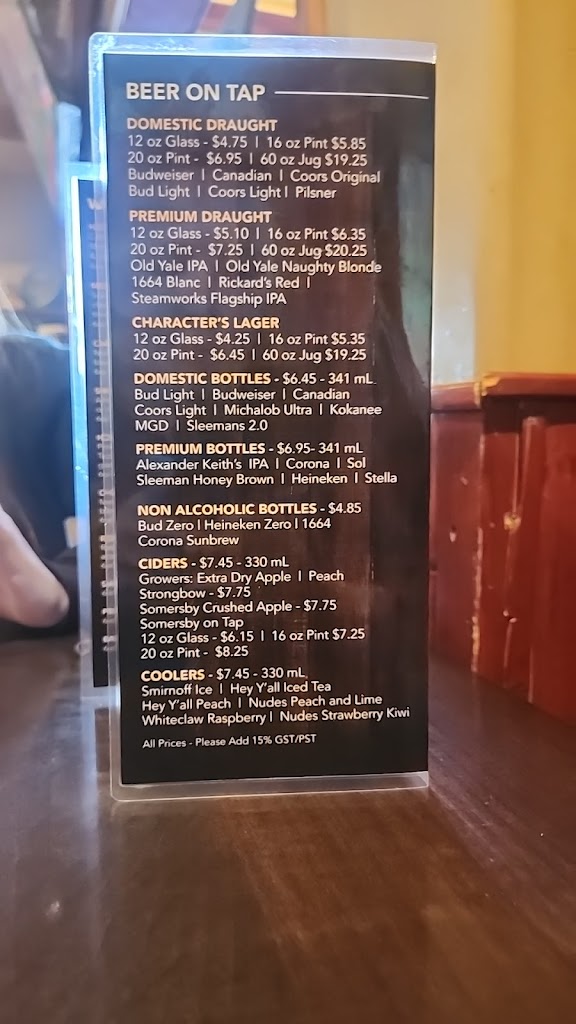 BEER ON TAP
DOMESTIC DRAUGHT
12 oz Glass - $4.75 | 16 oz Pint $5.85
20 oz Pint - $6.95 | 60 oz Jug $19.25
Budweiser | Canadian | Coors Original
Bud Light | Coors Light | Pilsner
PREMIUM DRAUGHT
12 oz Glass - $5.10 | 16 oz Pint $6.35
20 oz Pint - $7.25 | 60 oz Jug $20.25
Old Yale IPA | Old Yale Naughty Blonde
1664 Blanc | Rickard's Red |
Steamworks Flagship IPA
CHARACTER'S LAGER
12 oz Glass - $4.25 | 16 oz Pint $5.35
20 oz Pint - $6.45 | 60 oz Jug $19.25
DOMESTIC BOTTLES - $6.45 - 341 mL
Bud Light | Budweiser | Canadian
Coors Light | Michalob Ultra | Kokanee
MGD | Sleemans 2.0
PREMIUM BOTTLES - $6.95- 341 mL
Alexander Keith's IPA | Corona | Sol
Sleeman Honey Brown | Heineken | Stella
NON ALCOHOLIC BOTTLES - $4.85
Bud Zero | Heineken Zero | 1664
Corona Sunbrew
CIDERS - $7.45 - 330 mL
Growers: Extra Dry Apple | Peach
Strongbow - $7.75
Somersby Crushed Apple - $7.75
Somersby on Tap
12 oz Glass - $6.15 | 16 oz Pint $7.25
20 oz Pint - $8.25
COOLERS - $7.45 - 330 mL
Smirnoff Ice | Hey Y'all Iced Tea
Hey Y'all Peach | Nudes Peach and Lime
Whiteclaw Raspberry | Nudes Strawberry Kiwi
All Prices - Please Add 15% GST/PST